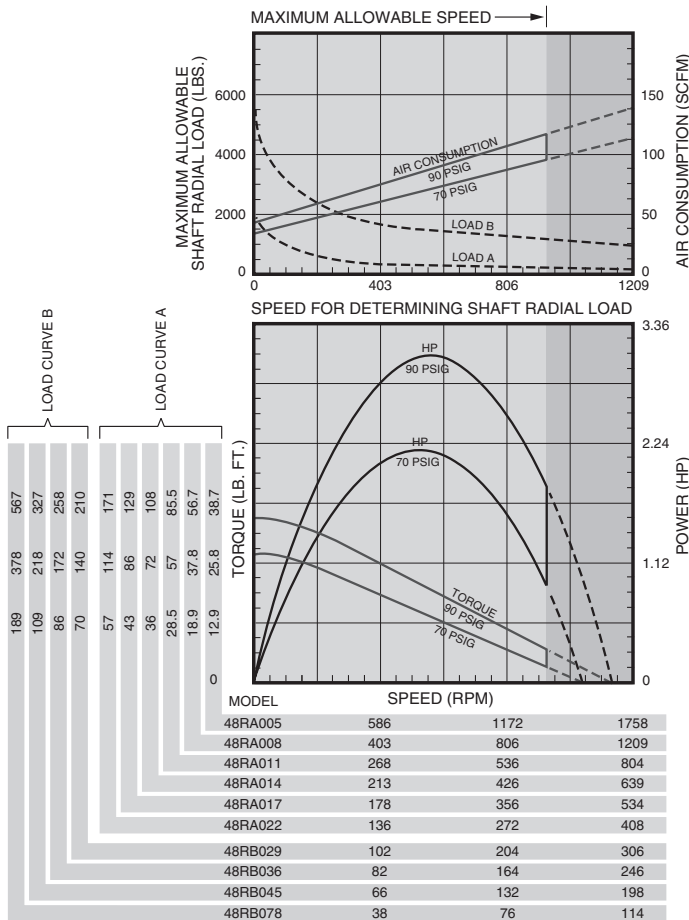 MAXIMUM ALLOWABLE SPEED
MAXIMUM ALLOWABLE
SHAFT RADIAL LOAD (LBS.)
6000
4000
2000
0
AIR CONSUMPTION
90 PSIG
70 PSIG
LOAD B
LOAD A
150
100
50
0
AIR CONSUMPTION (SCFM)
0 403 806 1209
SPEED FOR DETERMINING SHAFT RADIAL LOAD
LOAD CURVE B
LOAD CURVE A
567 327 258 210 171 129 108 85.5 56.7 38.7
378 218 172 140 114 86 72 57 37.8 25.8
189 109 86 70 57 43 36 28.5 18.9 12.9
0
TORQUE (LB. FT.)
HP
90 PSIG
HP
70 PSIG
TORQUE
90 PSIG
70 PSIG
3.36
2.24
1.12
0
POWER (HP)
MODEL SPEED (RPM)
48RA005 586 1172 1758
48RA008 403 806 1209
48RA011 268 536 804
48RA014 213 426 639
48RA017 178 356 534
48RA022 136 272 408
48RB029 102 204 306
48RB036 82 164 246
48RB045 66 132 198
48RB078 38 76 114